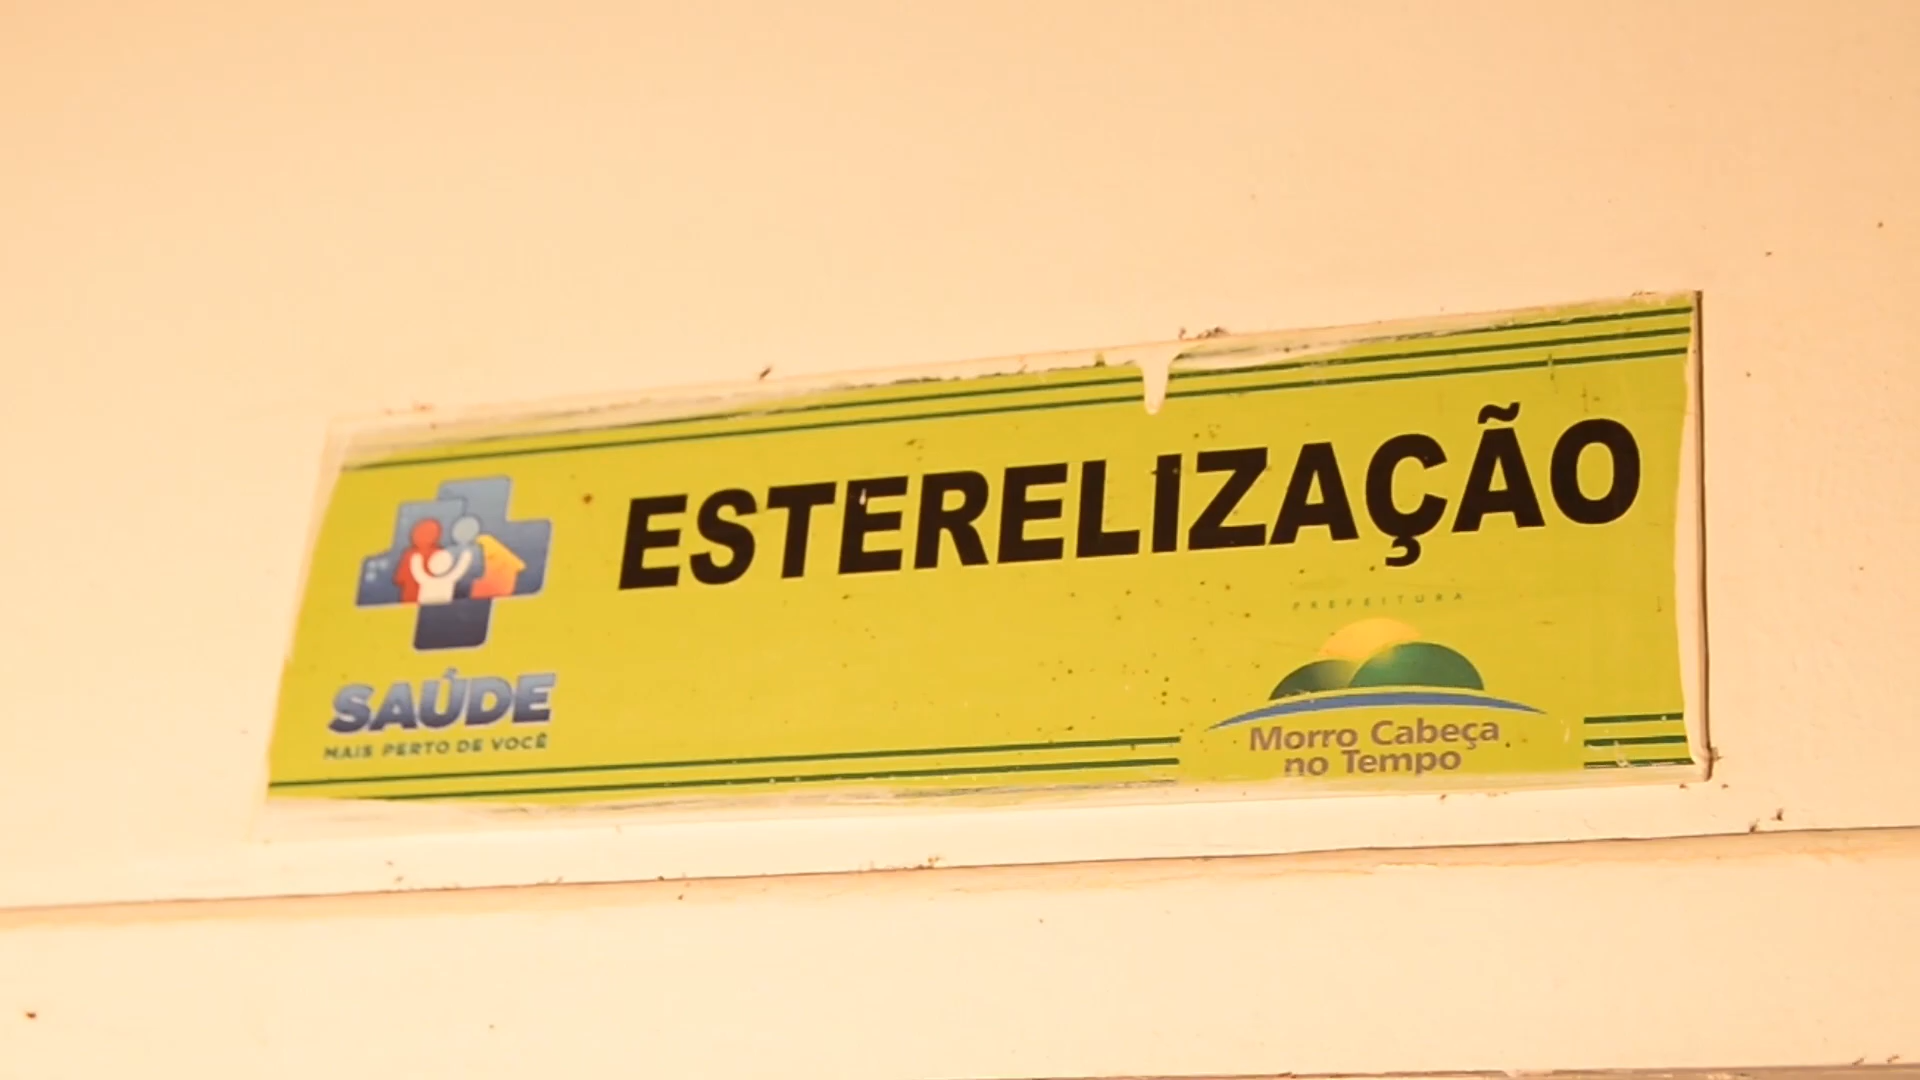 ESTERELIZAÇÃO
SAÚDE
MAIS PERTO DE VOCÊ
PREFEITURA
Morro Cabeça
no Tempo